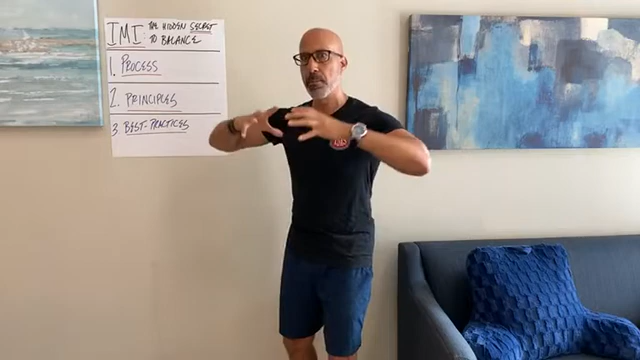 IMI: THE HIDDEN SECRET
TO BALANCE
1. PROCESS
2. PRINCIPLES
3 BEST-PRACTICES